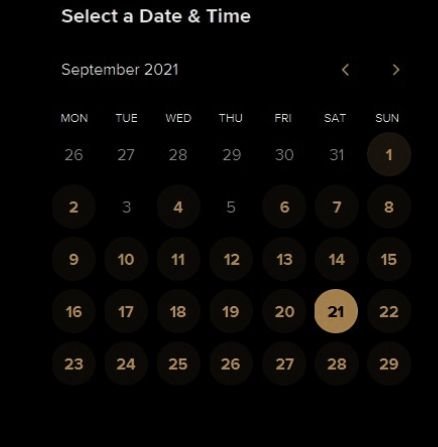 Select a Date & Time
September 2021
MON TUE WED THU FRI SAT SUN
26 27 28 29 30 31 1
2 3 4 5 6 7 8
9 10 11 12 13 14 15
16 17 18 19 20 21 22
23 24 25 26 27 28 29